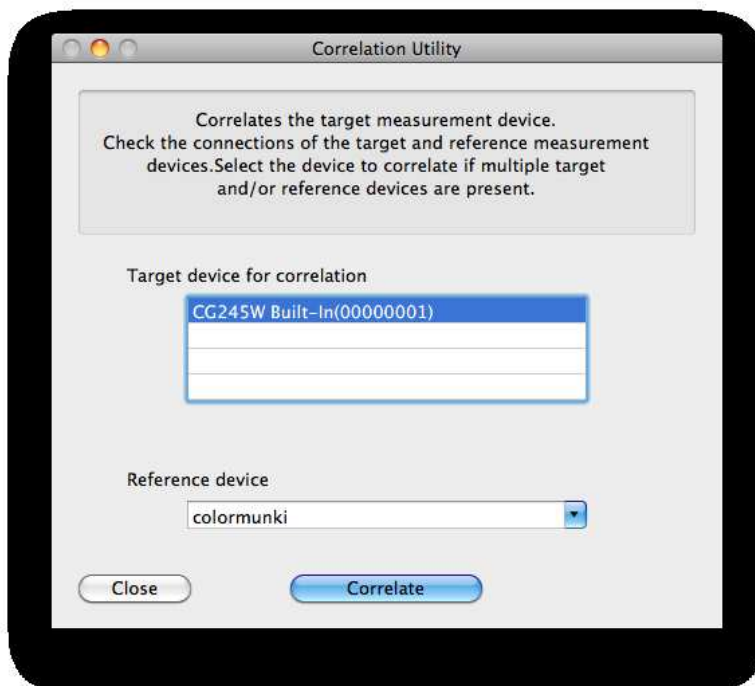 Correlation Utility
Correlates the target measurement device.
Check the connections of the target and reference measurement
devices.Select the device to correlate if multiple target
and/or reference devices are present.
Target device for correlation
CG245W Built-In(00000001)
Reference device
colormunki
Close
Correlate